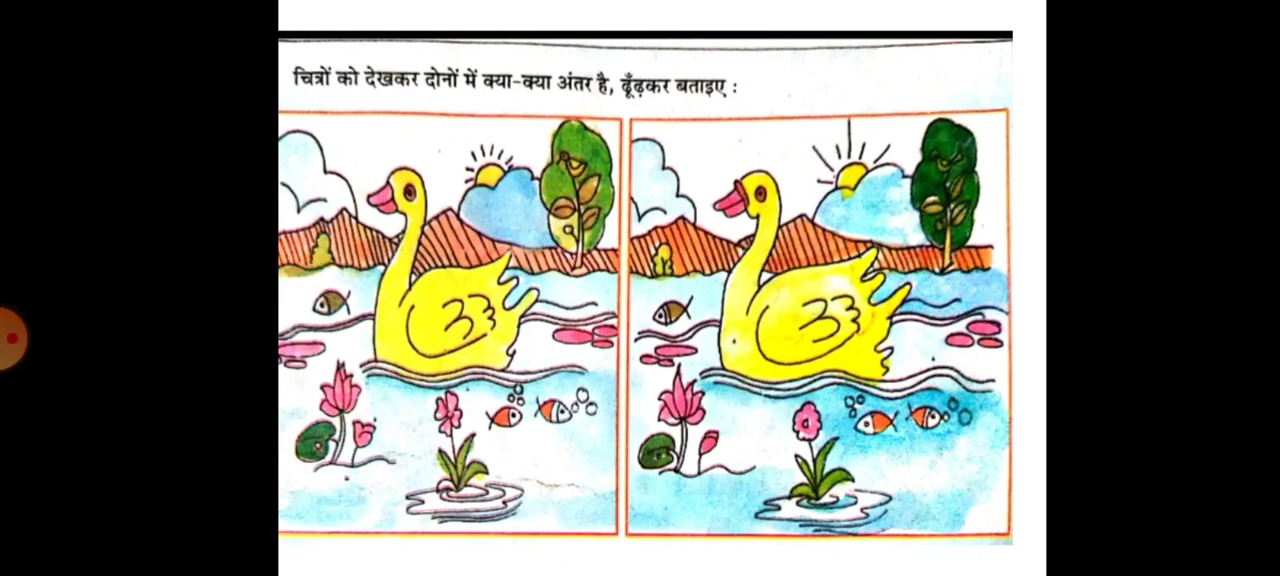 चित्रों को देखकर दोनों में क्या-क्या अंतर है, ढूँढ़कर बताइए :